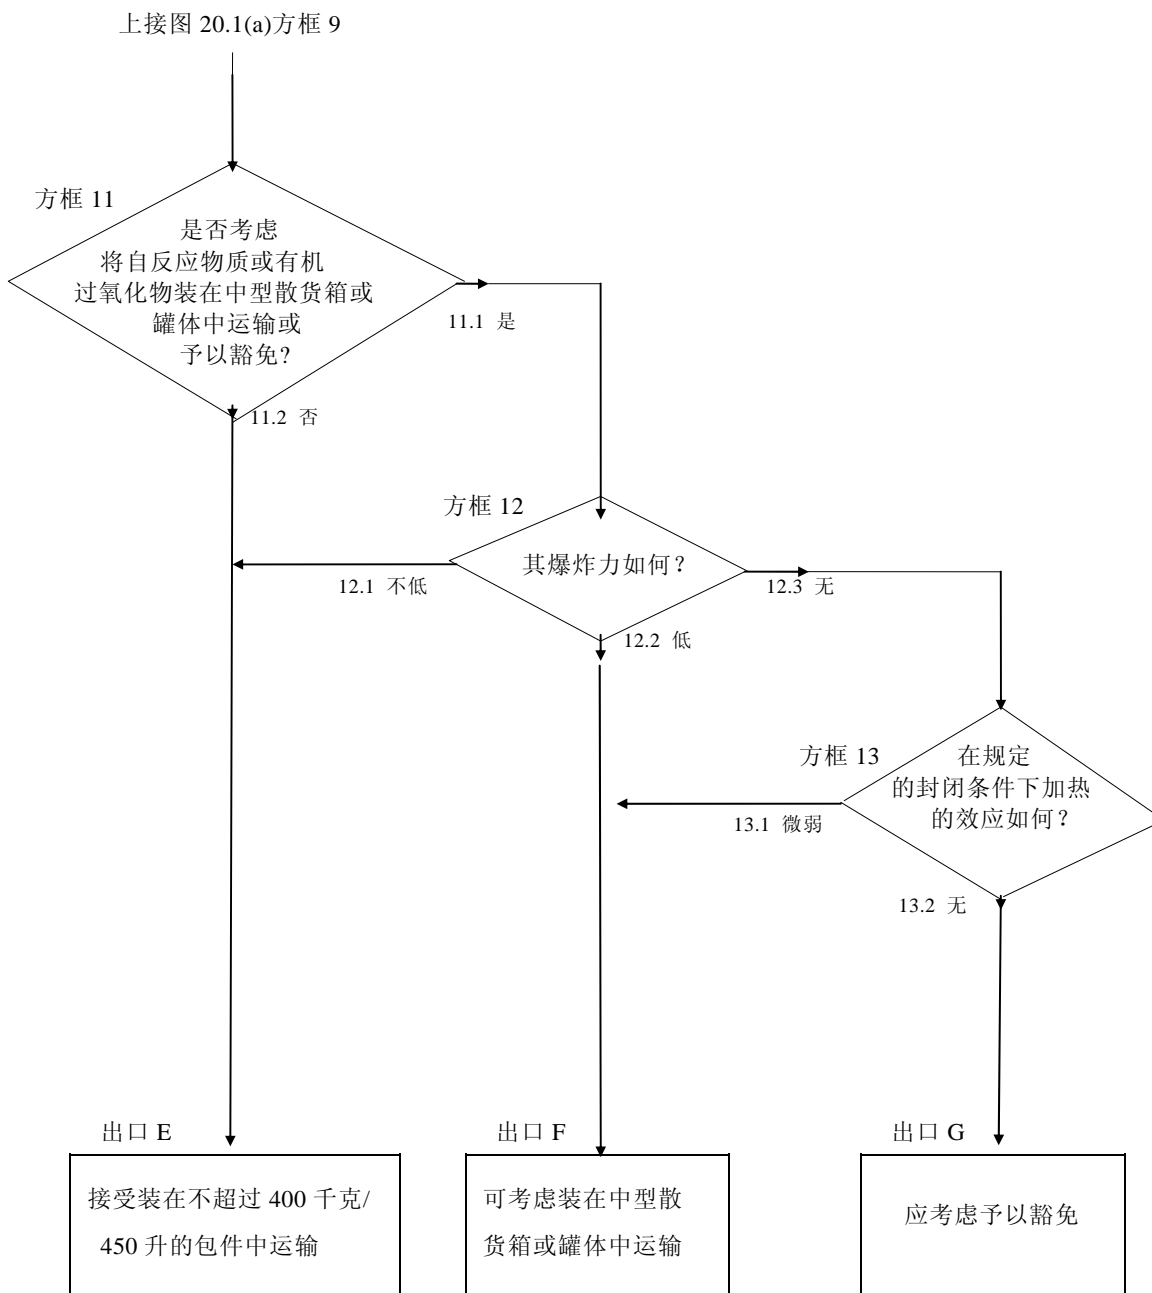 上接图 20.1(a)方框 9
方框 11
是否考虑
将自反应物质或有机
过氧化物装在中型散货箱或
罐体中运输或
予以豁免?
11.1 是
11.2 否
方框 12
其爆炸力如何?
12.1 不低
12.3 无
12.2 低
方框 13
在规定
的封闭条件下加热
的效应如何?
13.1 微弱
13.2 无
出口 E
接受装在不超过 400 千克/
450 升的包件中运输
出口 F
可考虑装在中型散
货箱或罐体中运输
出口 G
应考虑予以豁免